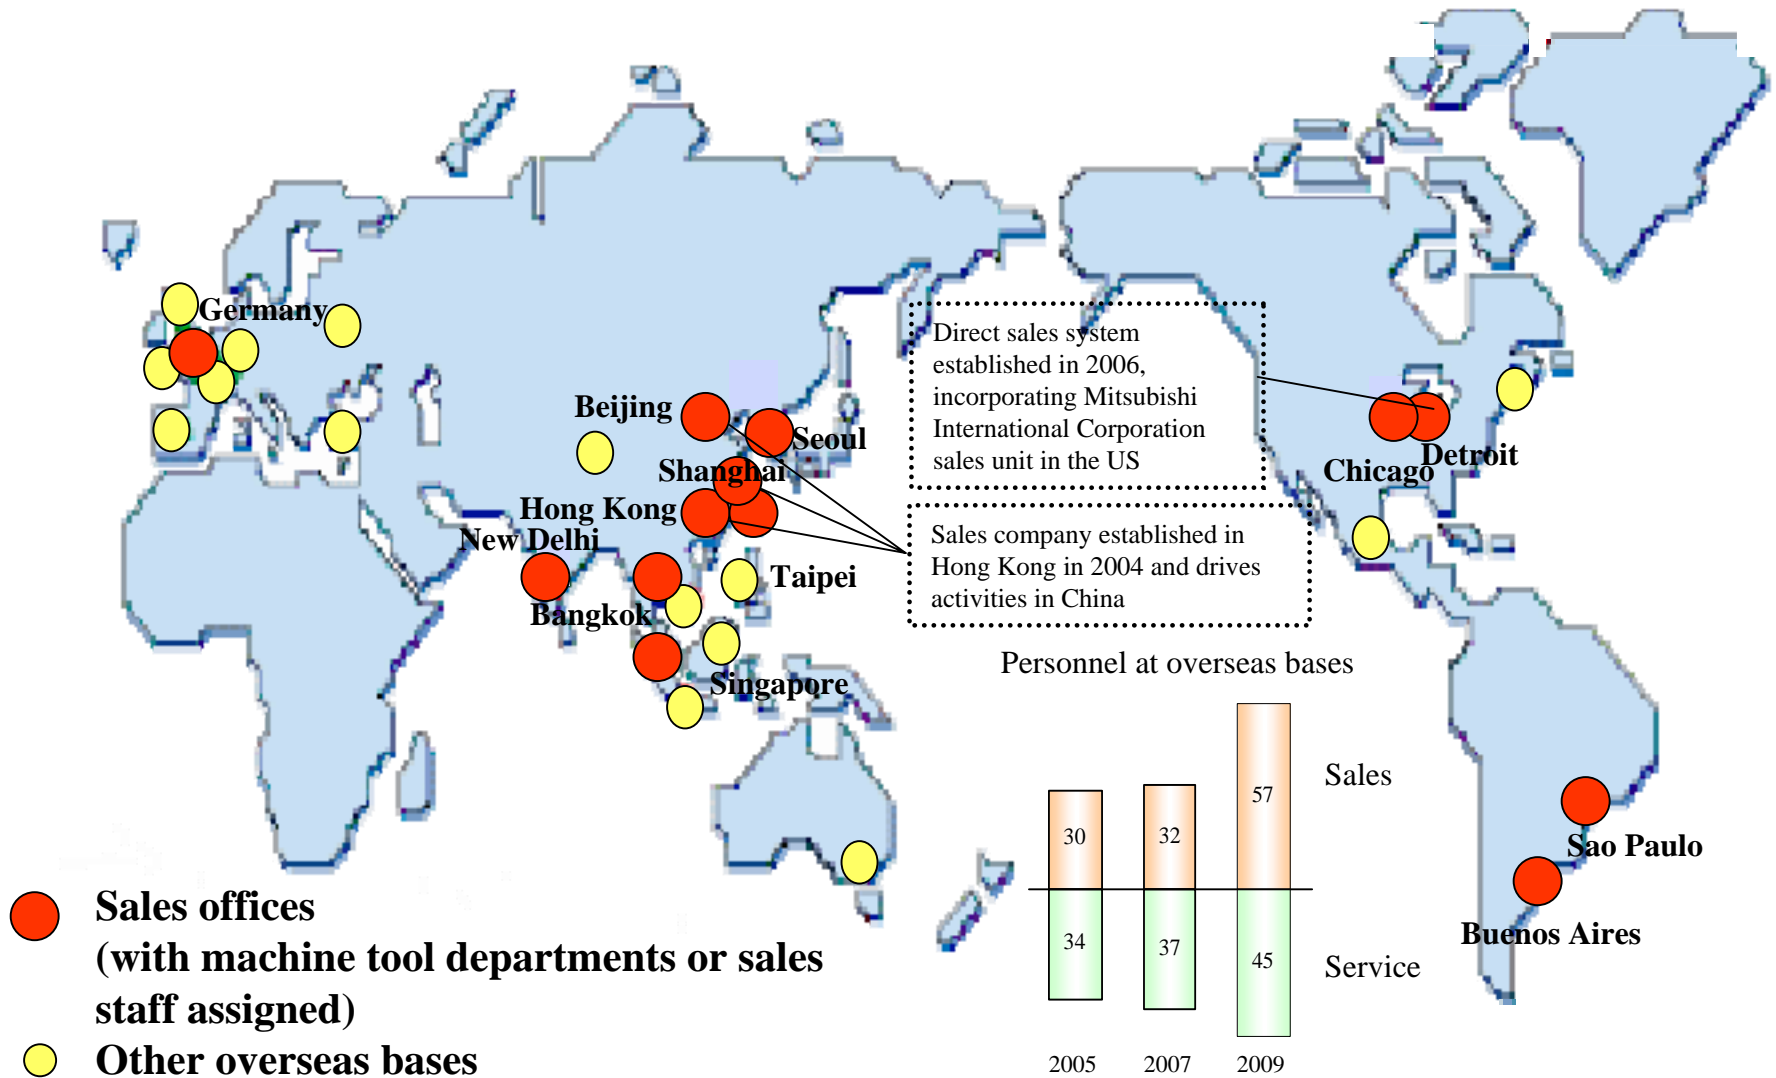 Germany
Beijing
Seoul
Shanghai
Hong Kong
New Delhi
Taipei
Bangkok
Singapore
Direct sales system
established in 2006,
incorporating Mitsubishi
International Corporation
sales unit in the US
Detroit
Chicago
Sales company established in
Hong Kong in 2004 and drives
activities in China
Sao Paulo
Buenos Aires
Personnel at overseas bases
Sales
57
30
32
34
37
45
Service
2005
2007
2009
Sales offices
(with machine tool departments or sales
staff assigned)
Other overseas bases